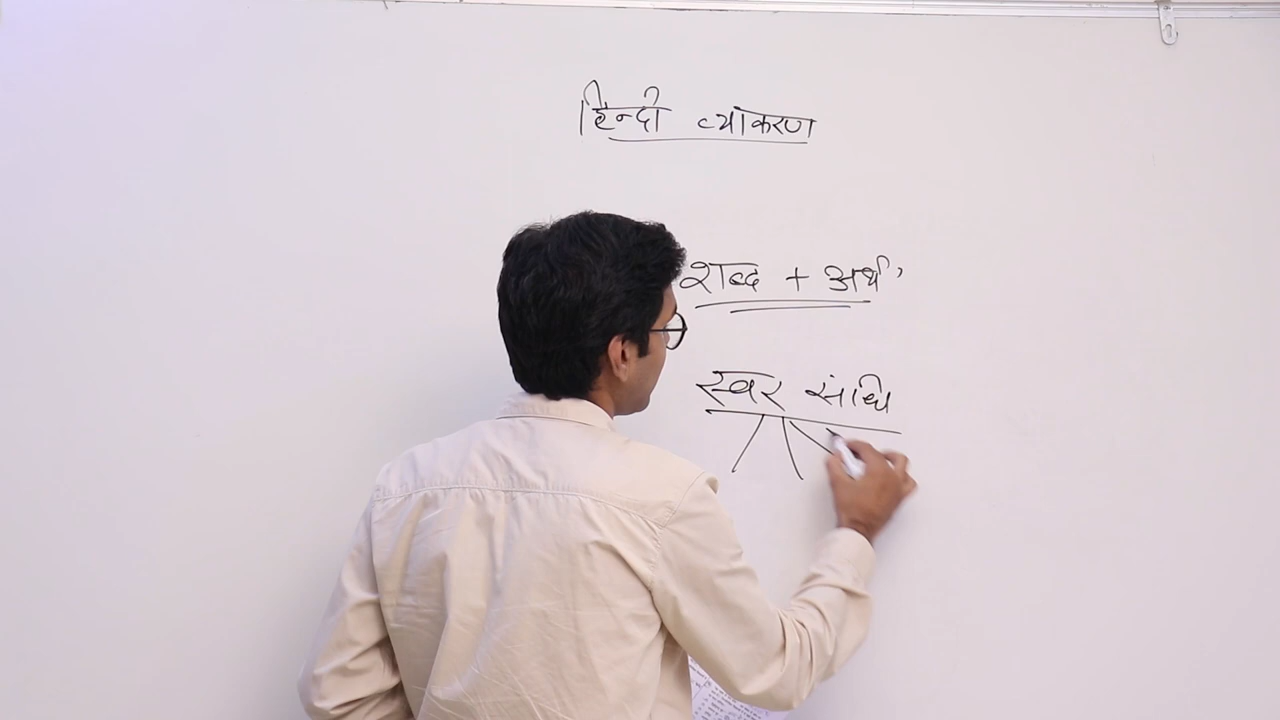 हिन्दी व्याकरण
शब्द + अर्थ
स्वर संधि